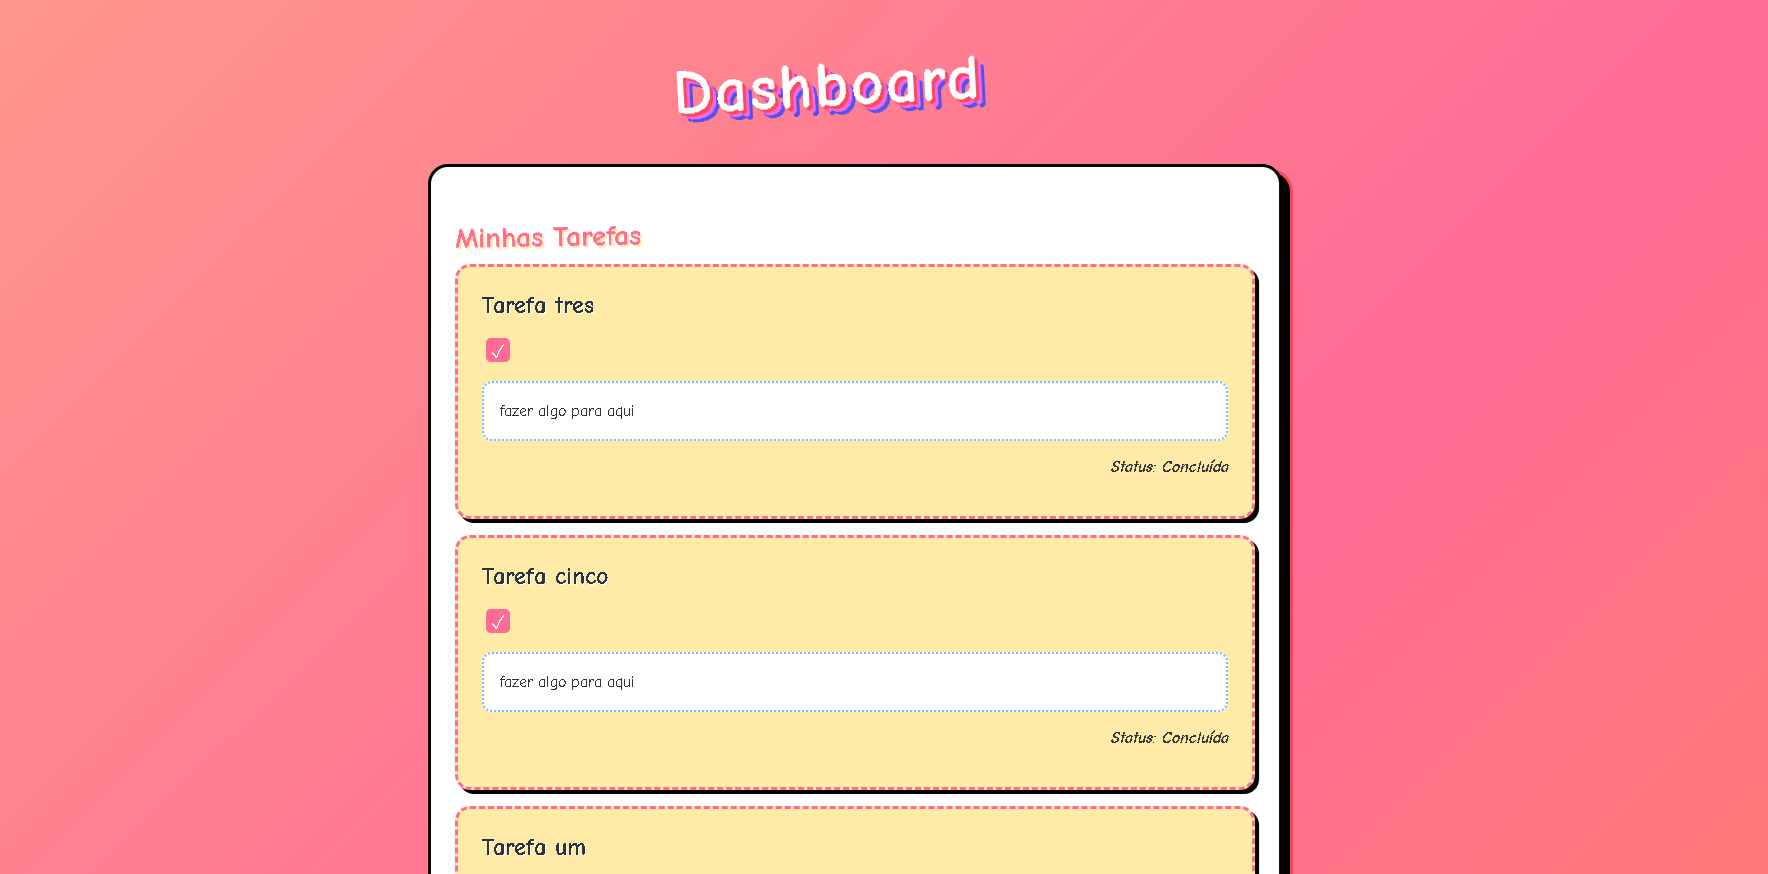 Dashboard
Minhas Tarefas
Tarefa tres
✓
fazer algo para aqui
Status: Concluída
Tarefa cinco
✓
fazer algo para aqui
Status: Concluída
Tarefa um